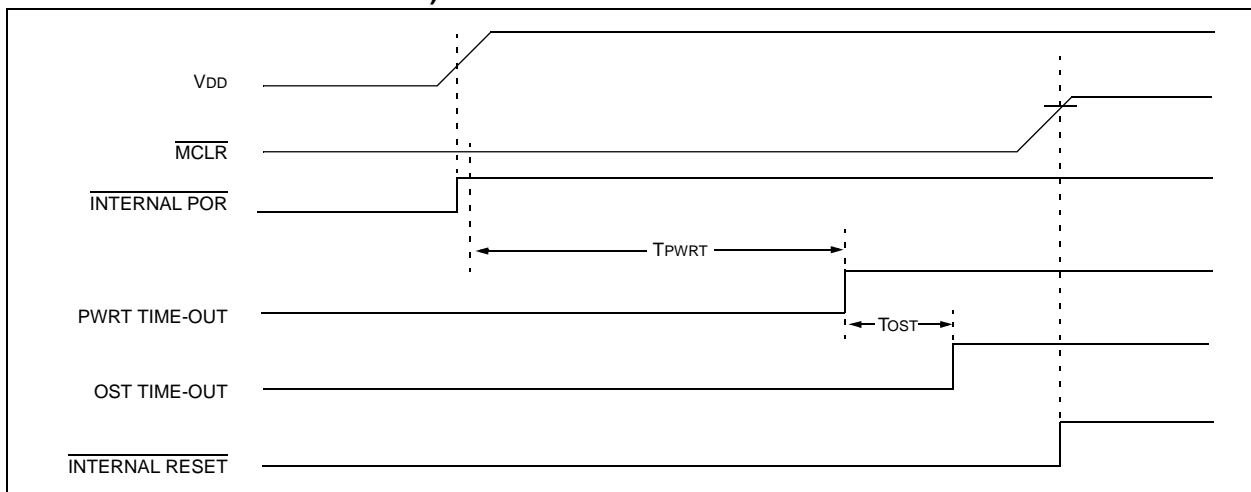 VDD
MCLR
INTERNAL POR
TPWRT
PWRT TIME-OUT
TOST
OST TIME-OUT
INTERNAL RESET